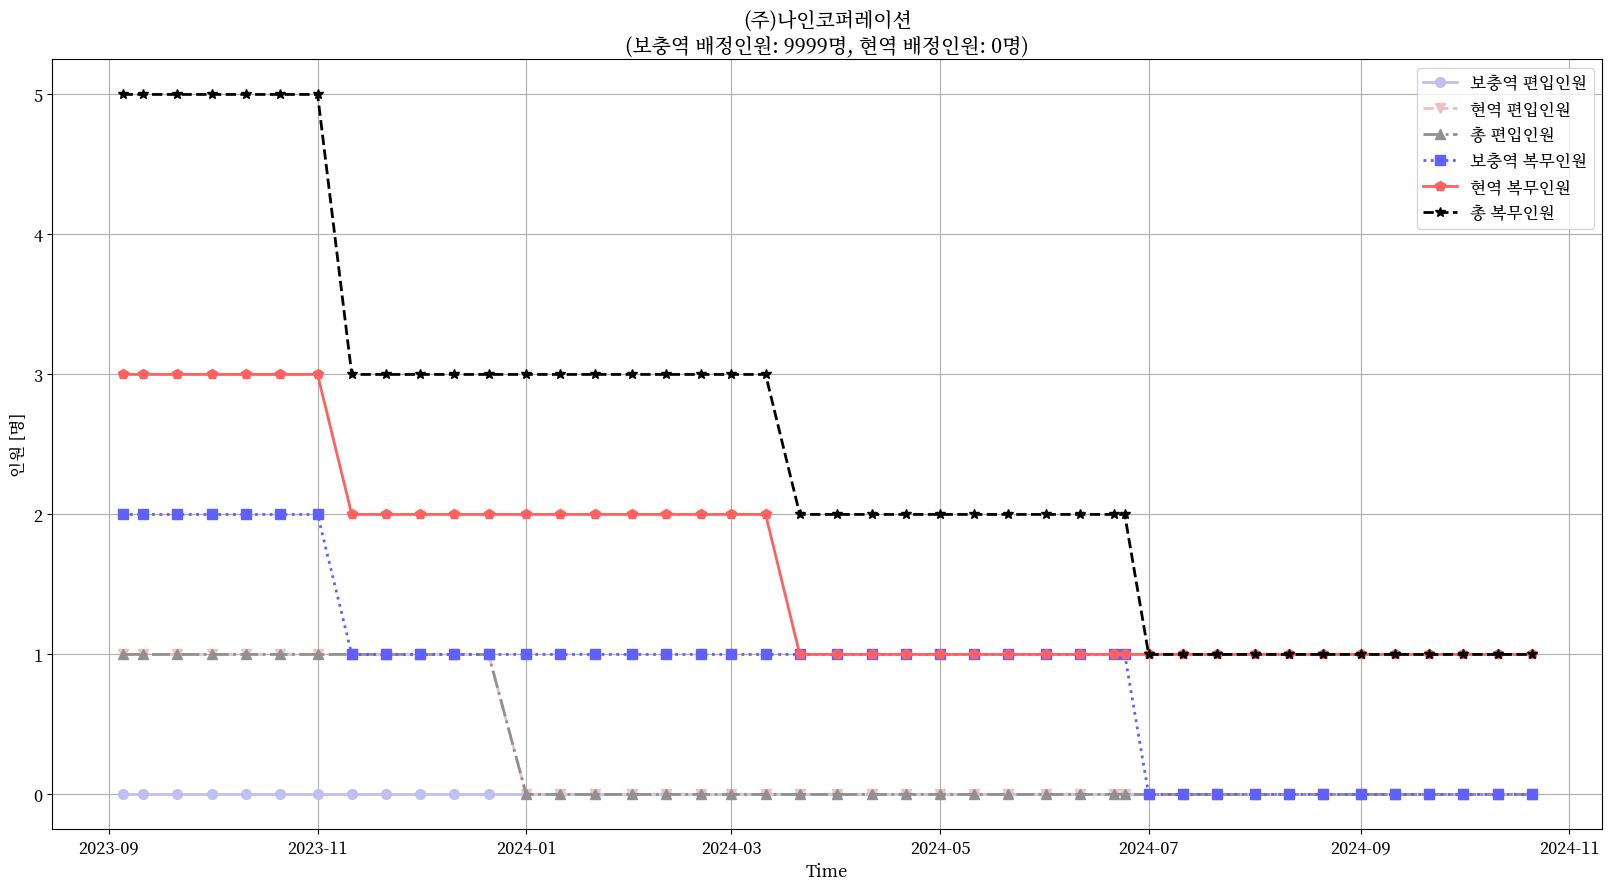 (주)나인코퍼레이션
(보충역 배정인원: 9999명, 현역 배정인원: 0명)
보충역 편입인원
현역 편입인원
총 편입인원
보충역 복무인원
현역 복무인원
총 복무인원
인원 [명]
5
4
3
2
1
0
2023-09
2023-11
2024-01
2024-03
2024-05
2024-07
2024-09
2024-11
Time